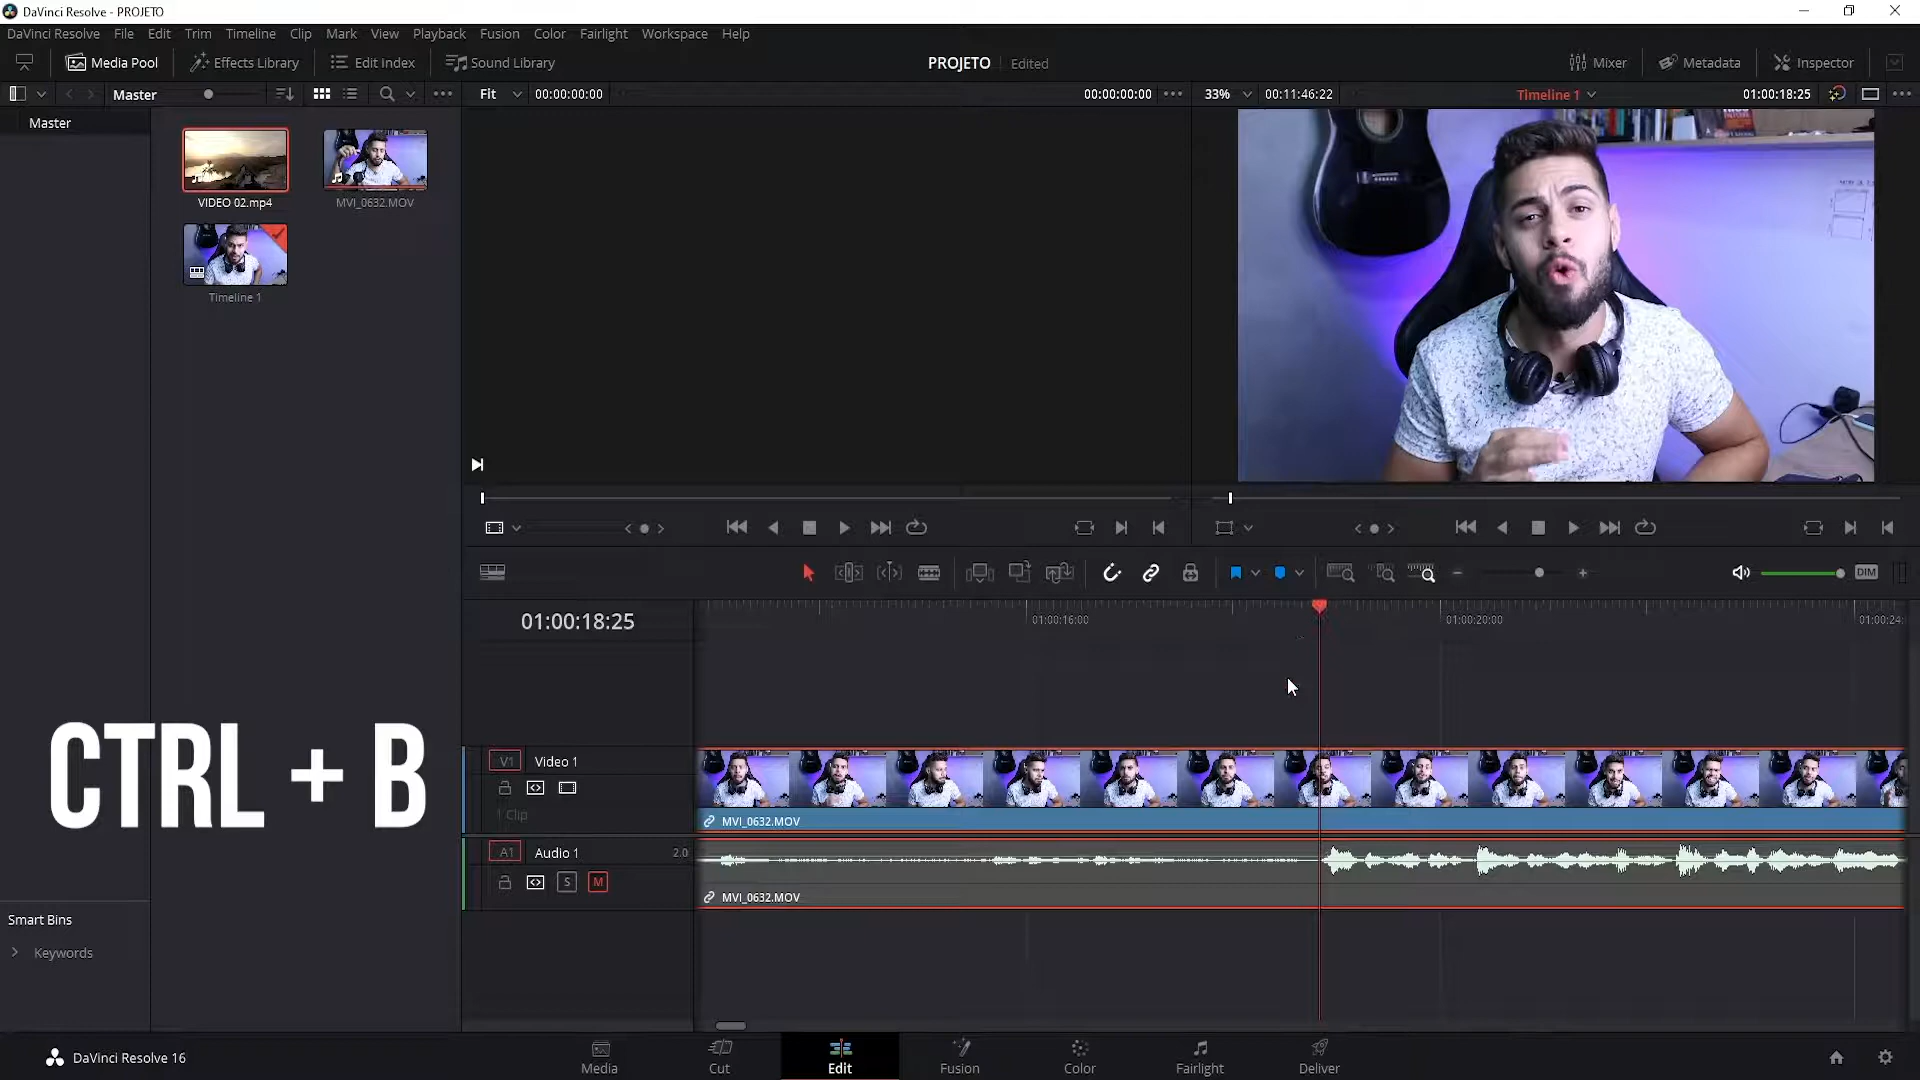 DaVinci Resolve - PROJETO
DaVinci Resolve File Edit Trim Timeline Clip Mark View Playback Fusion Color Fairlight Workspace Help
Media Pool Effects Library Edit Index Sound Library PROJETO Edited Mixer Metadata Inspector
Master Fit 00:00:00:00 00:00:00:00 33% 00:11:46:22 Timeline 1 01:00:18:25
Master
VIDEO 02.mp4 MVI_0632.MOV
Timeline 1
DIM
01:00:18:25 01:00:16:00 01:00:20:00 01:00:24:
CTRL + B
V1 Video 1
1 Clip
MVI_0632.MOV
A1 Audio 1 2.0
S M
MVI_0632.MOV
Smart Bins
Keywords
DaVinci Resolve 16
Media Cut Edit Fusion Color Fairlight Deliver